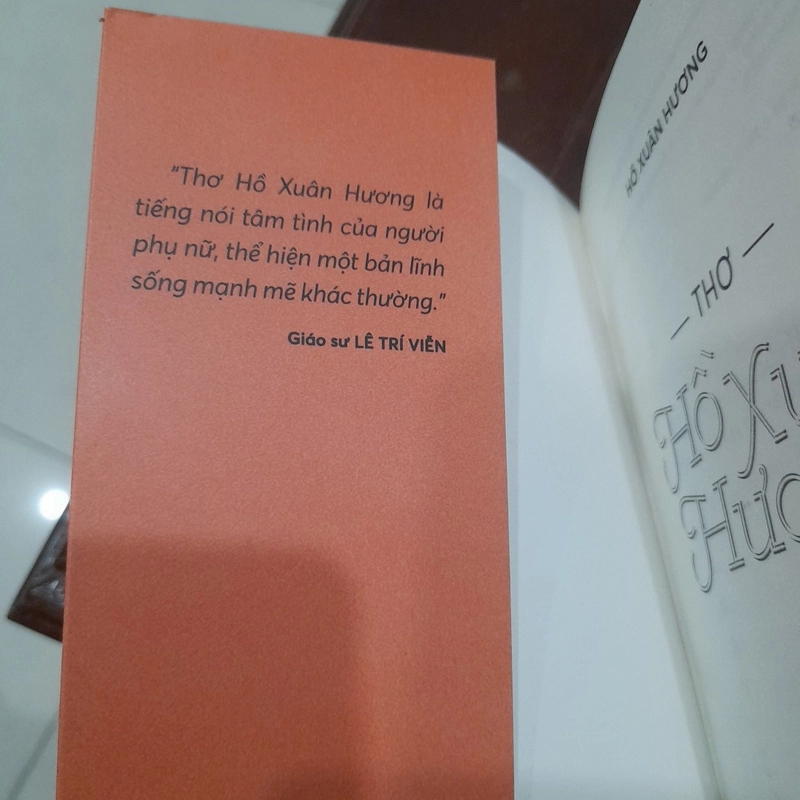 "Thơ Hồ Xuân Hương là
tiếng nói tâm tình của người
phụ nữ, thể hiện một bản lĩnh
sống mạnh mẽ khác thường."
Giáo sư LÊ TRÍ VIỄN
HỒ XUÂN HƯƠNG
— THƠ —
Hồ